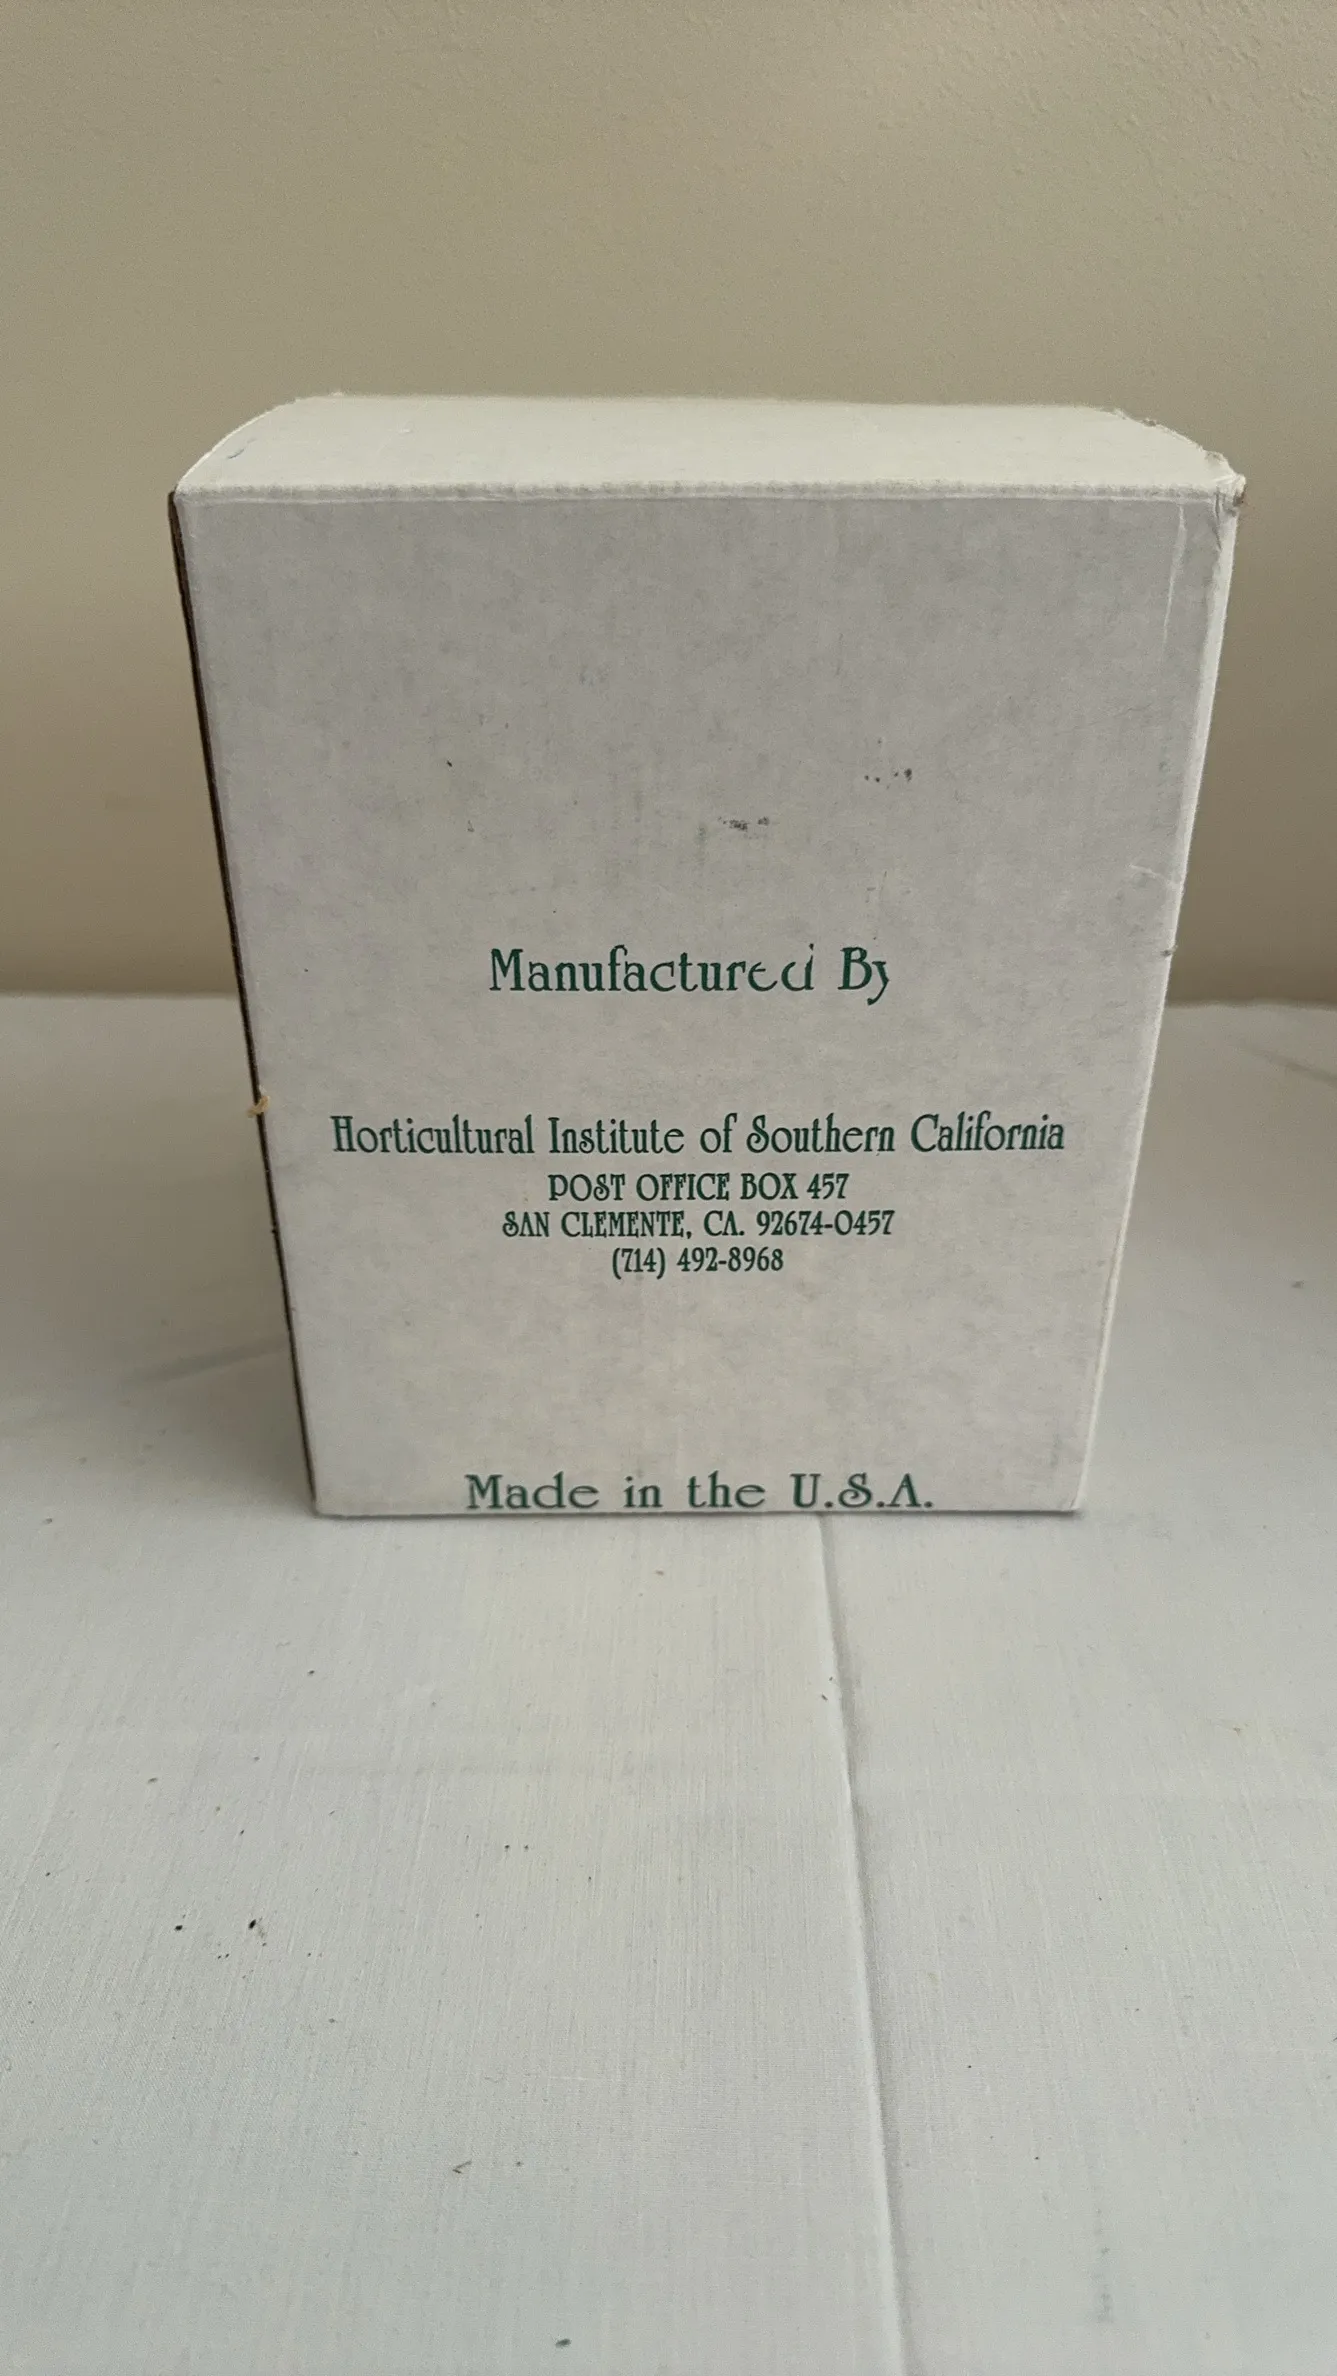 Manufactured By
Horticultural Institute of Southern California
POST OFFICE BOX 457
SAN CLEMENTE, CA. 92674-0457
(714) 492-8968
Made in the U.S.A.